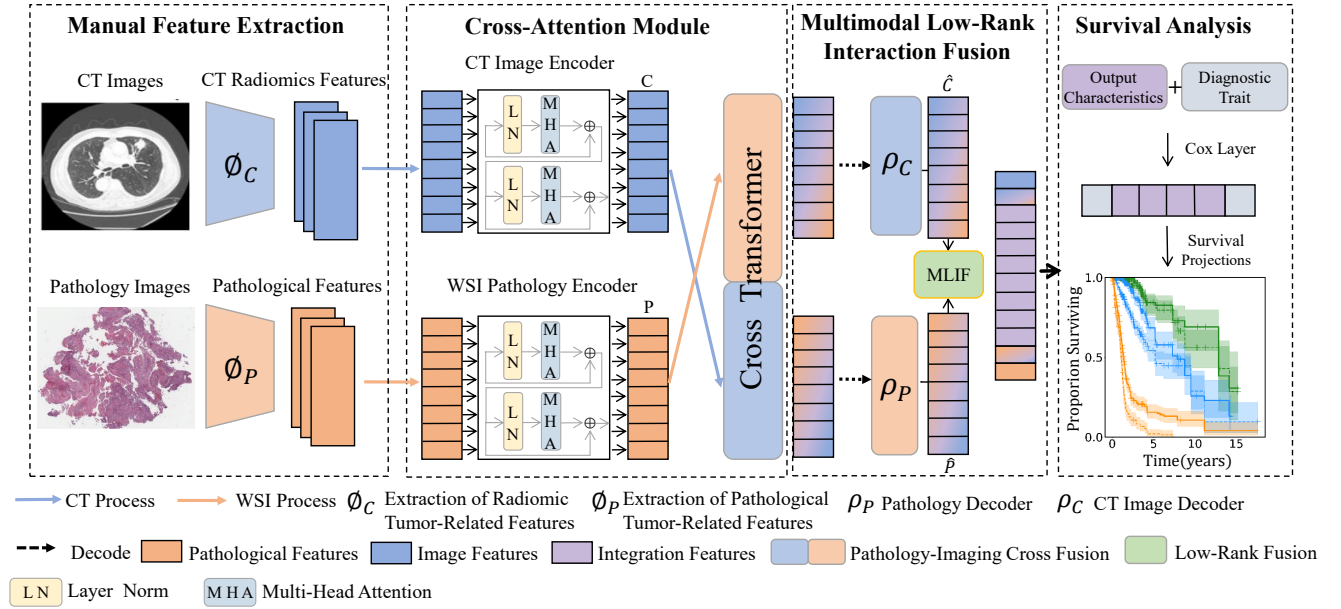 Manual Feature Extraction
CT Images
CT Radiomics Features
∅C
Pathology Images
Pathological Features
∅P
Cross-Attention Module
CT Image Encoder
C
L N
M H A
⊕
L N
M H A
⊕
WSI Pathology Encoder
P
L N
M H A
⊕
L N
M H A
⊕
Cross Transformer
Multimodal Low-Rank
Interaction Fusion
Ĉ
ρC
MLIF
ρP
P̂
Survival Analysis
Output
Characteristics
+
Diagnostic
Trait
Cox Layer
Survival
Projections
Proportion Surviving
1.0
0.5
0.0
0
5
10
15
Time(years)
CT Process
WSI Process
∅C Extraction of Radiomic
Tumor-Related Features
∅P Extraction of Pathological
Tumor-Related Features
ρP Pathology Decoder
ρC CT Image Decoder
Decode
Pathological Features
Image Features
Integration Features
Pathology-Imaging Cross Fusion
Low-Rank Fusion
L N Layer Norm
M H A Multi-Head Attention